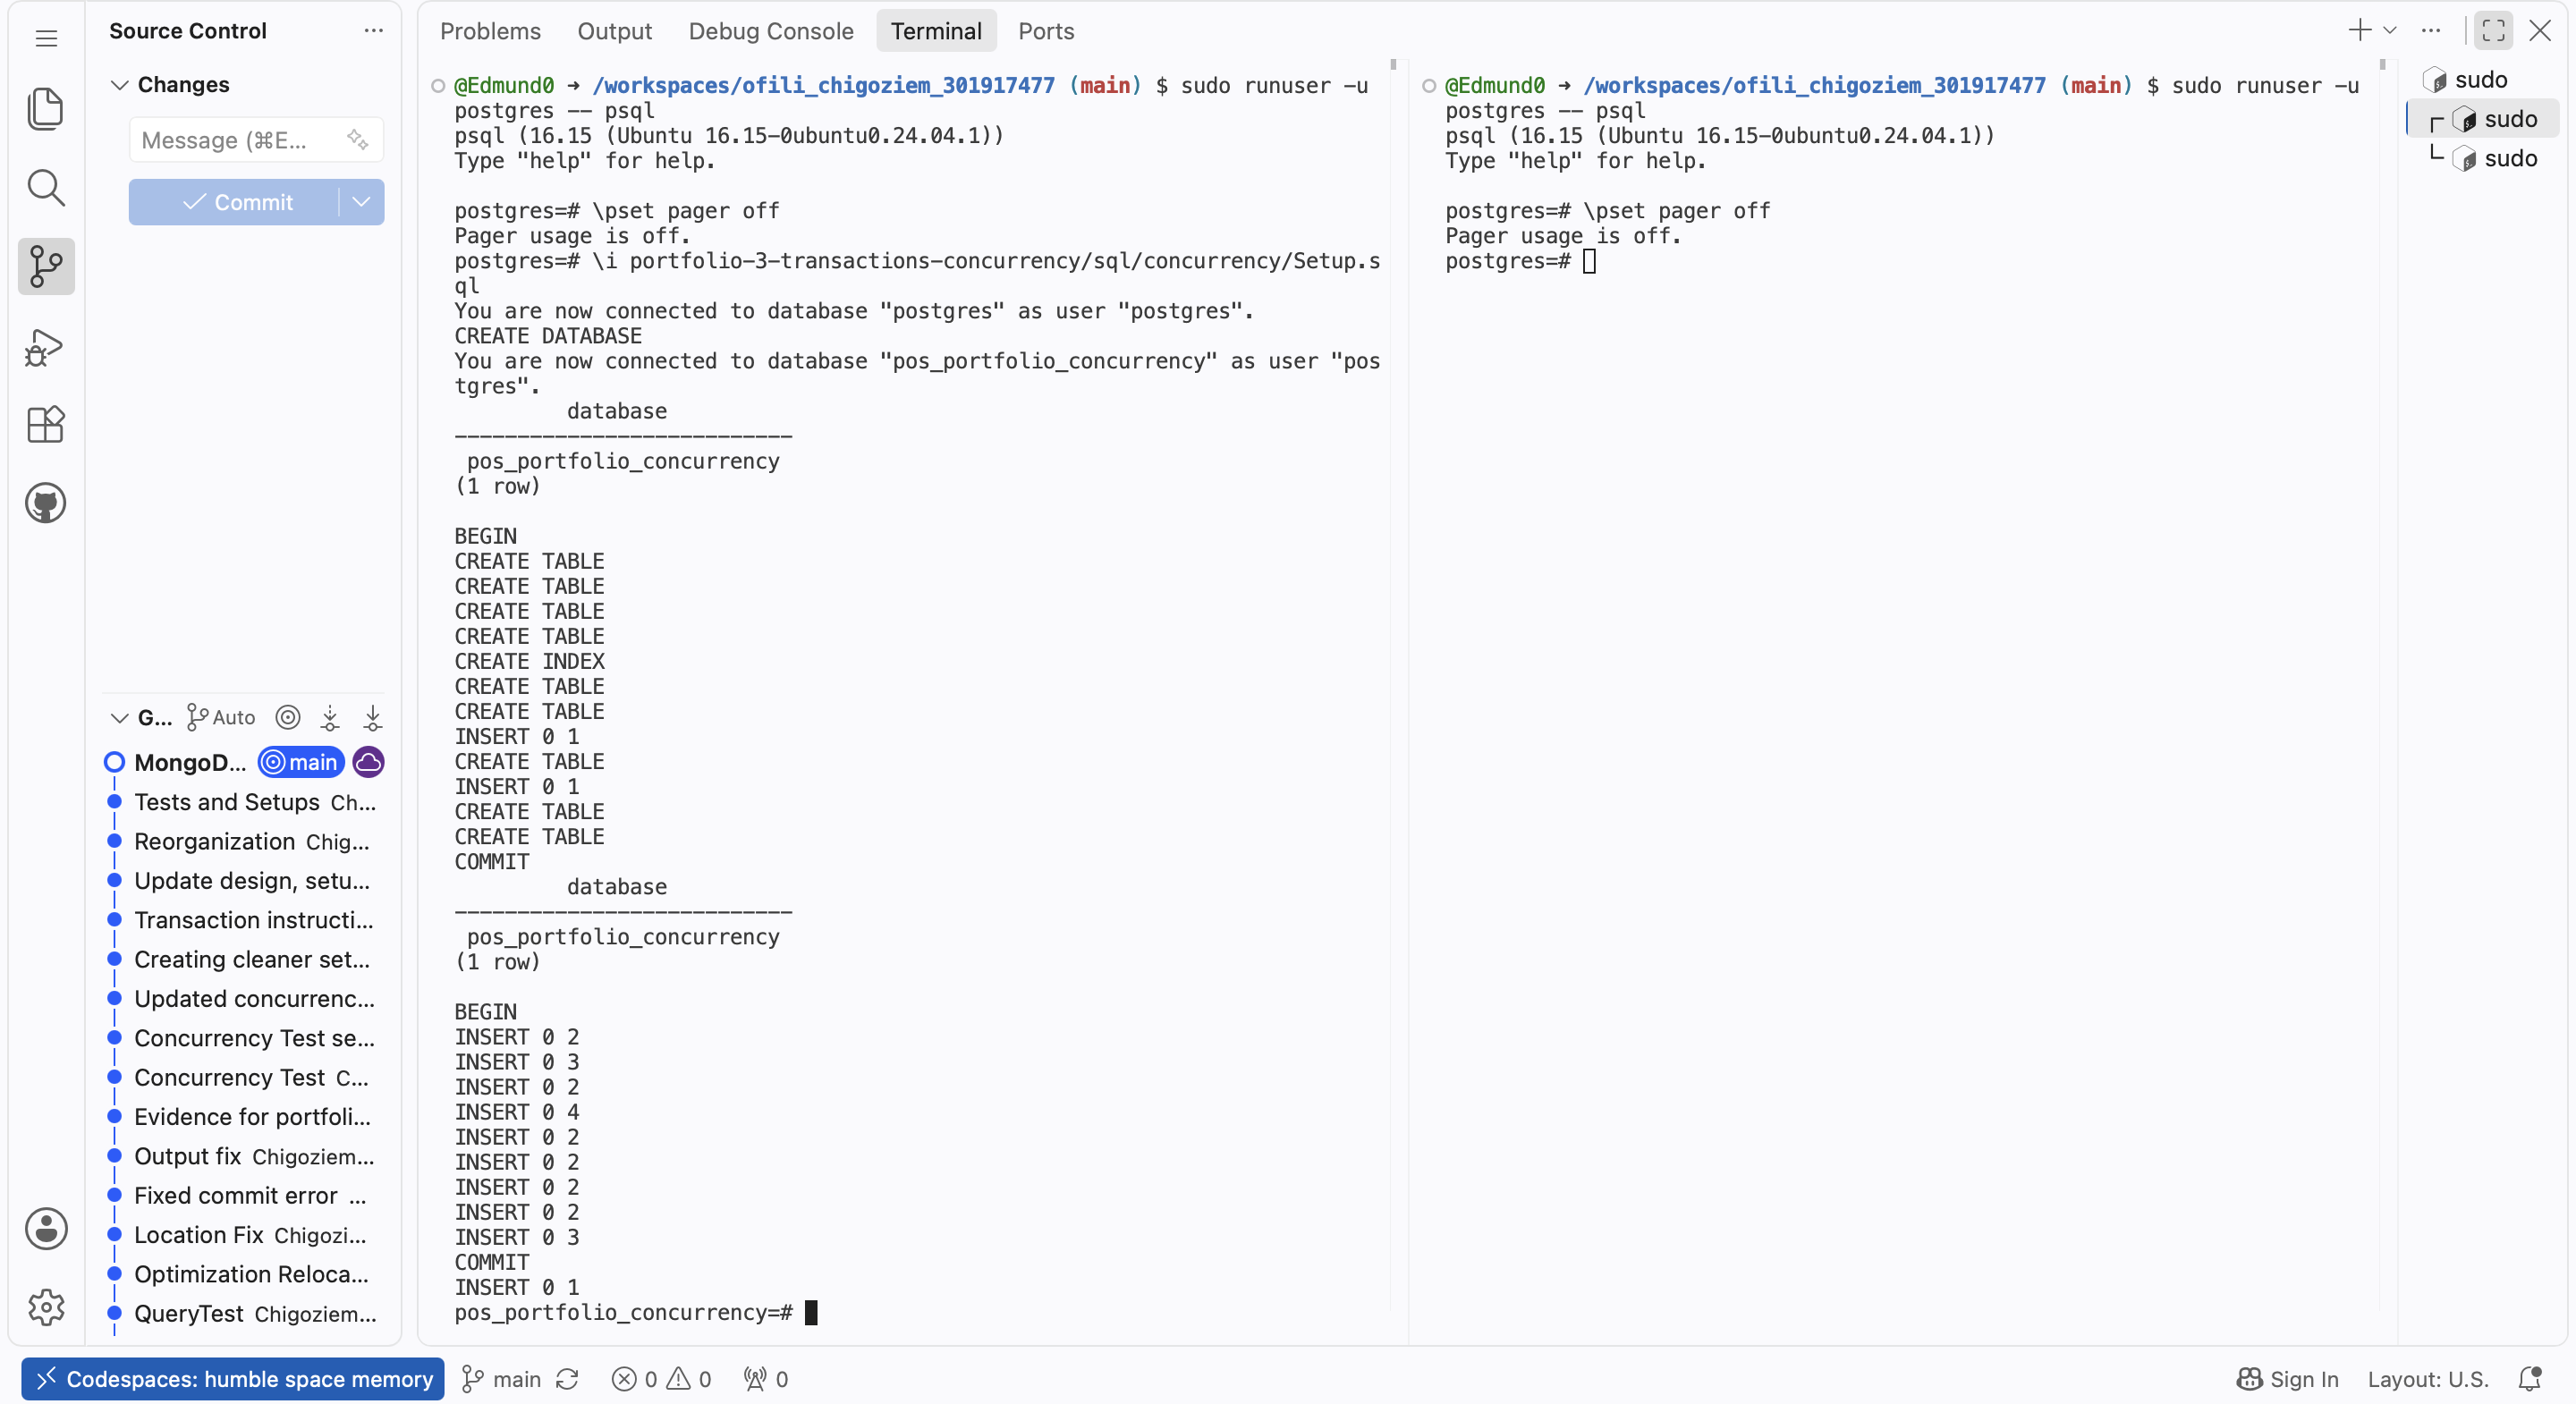 Source Control
Changes
Message (⌘E...
Commit
G...
Auto
MongoD...
main
Tests and Setups Ch...
Reorganization Chig...
Update design, setu...
Transaction instructi...
Creating cleaner set...
Updated concurrenc...
Concurrency Test se...
Concurrency Test C...
Evidence for portfoli...
Output fix Chigoziem...
Fixed commit error ...
Location Fix Chigozi...
Optimization Reloca...
QueryTest Chigoziem...
Problems Output Debug Console Terminal Ports
@Edmund0 ➜ /workspaces/ofili_chigoziem_301917477 (main) $ sudo runuser -u
postgres -- psql
psql (16.15 (Ubuntu 16.15-0ubuntu0.24.04.1))
Type "help" for help.
postgres=# \pset pager off
Pager usage is off.
postgres=# \i portfolio-3-transactions-concurrency/sql/concurrency/Setup.s
ql
You are now connected to database "postgres" as user "postgres".
CREATE DATABASE
You are now connected to database "pos_portfolio_concurrency" as user "pos
tgres".
database
---------------------------
pos_portfolio_concurrency
(1 row)
BEGIN
CREATE TABLE
CREATE TABLE
CREATE TABLE
CREATE TABLE
CREATE INDEX
CREATE TABLE
CREATE TABLE
INSERT 0 1
CREATE TABLE
INSERT 0 1
CREATE TABLE
CREATE TABLE
COMMIT
database
---------------------------
pos_portfolio_concurrency
(1 row)
BEGIN
INSERT 0 2
INSERT 0 3
INSERT 0 2
INSERT 0 4
INSERT 0 2
INSERT 0 2
INSERT 0 2
INSERT 0 2
INSERT 0 3
COMMIT
INSERT 0 1
pos_portfolio_concurrency=#
@Edmund0 ➜ /workspaces/ofili_chigoziem_301917477 (main) $ sudo runuser -u
postgres -- psql
psql (16.15 (Ubuntu 16.15-0ubuntu0.24.04.1))
Type "help" for help.
postgres=# \pset pager off
Pager usage is off.
postgres=#
sudo
sudo
sudo
Codespaces: humble space memory main 0 0 0 Sign In Layout: U.S.